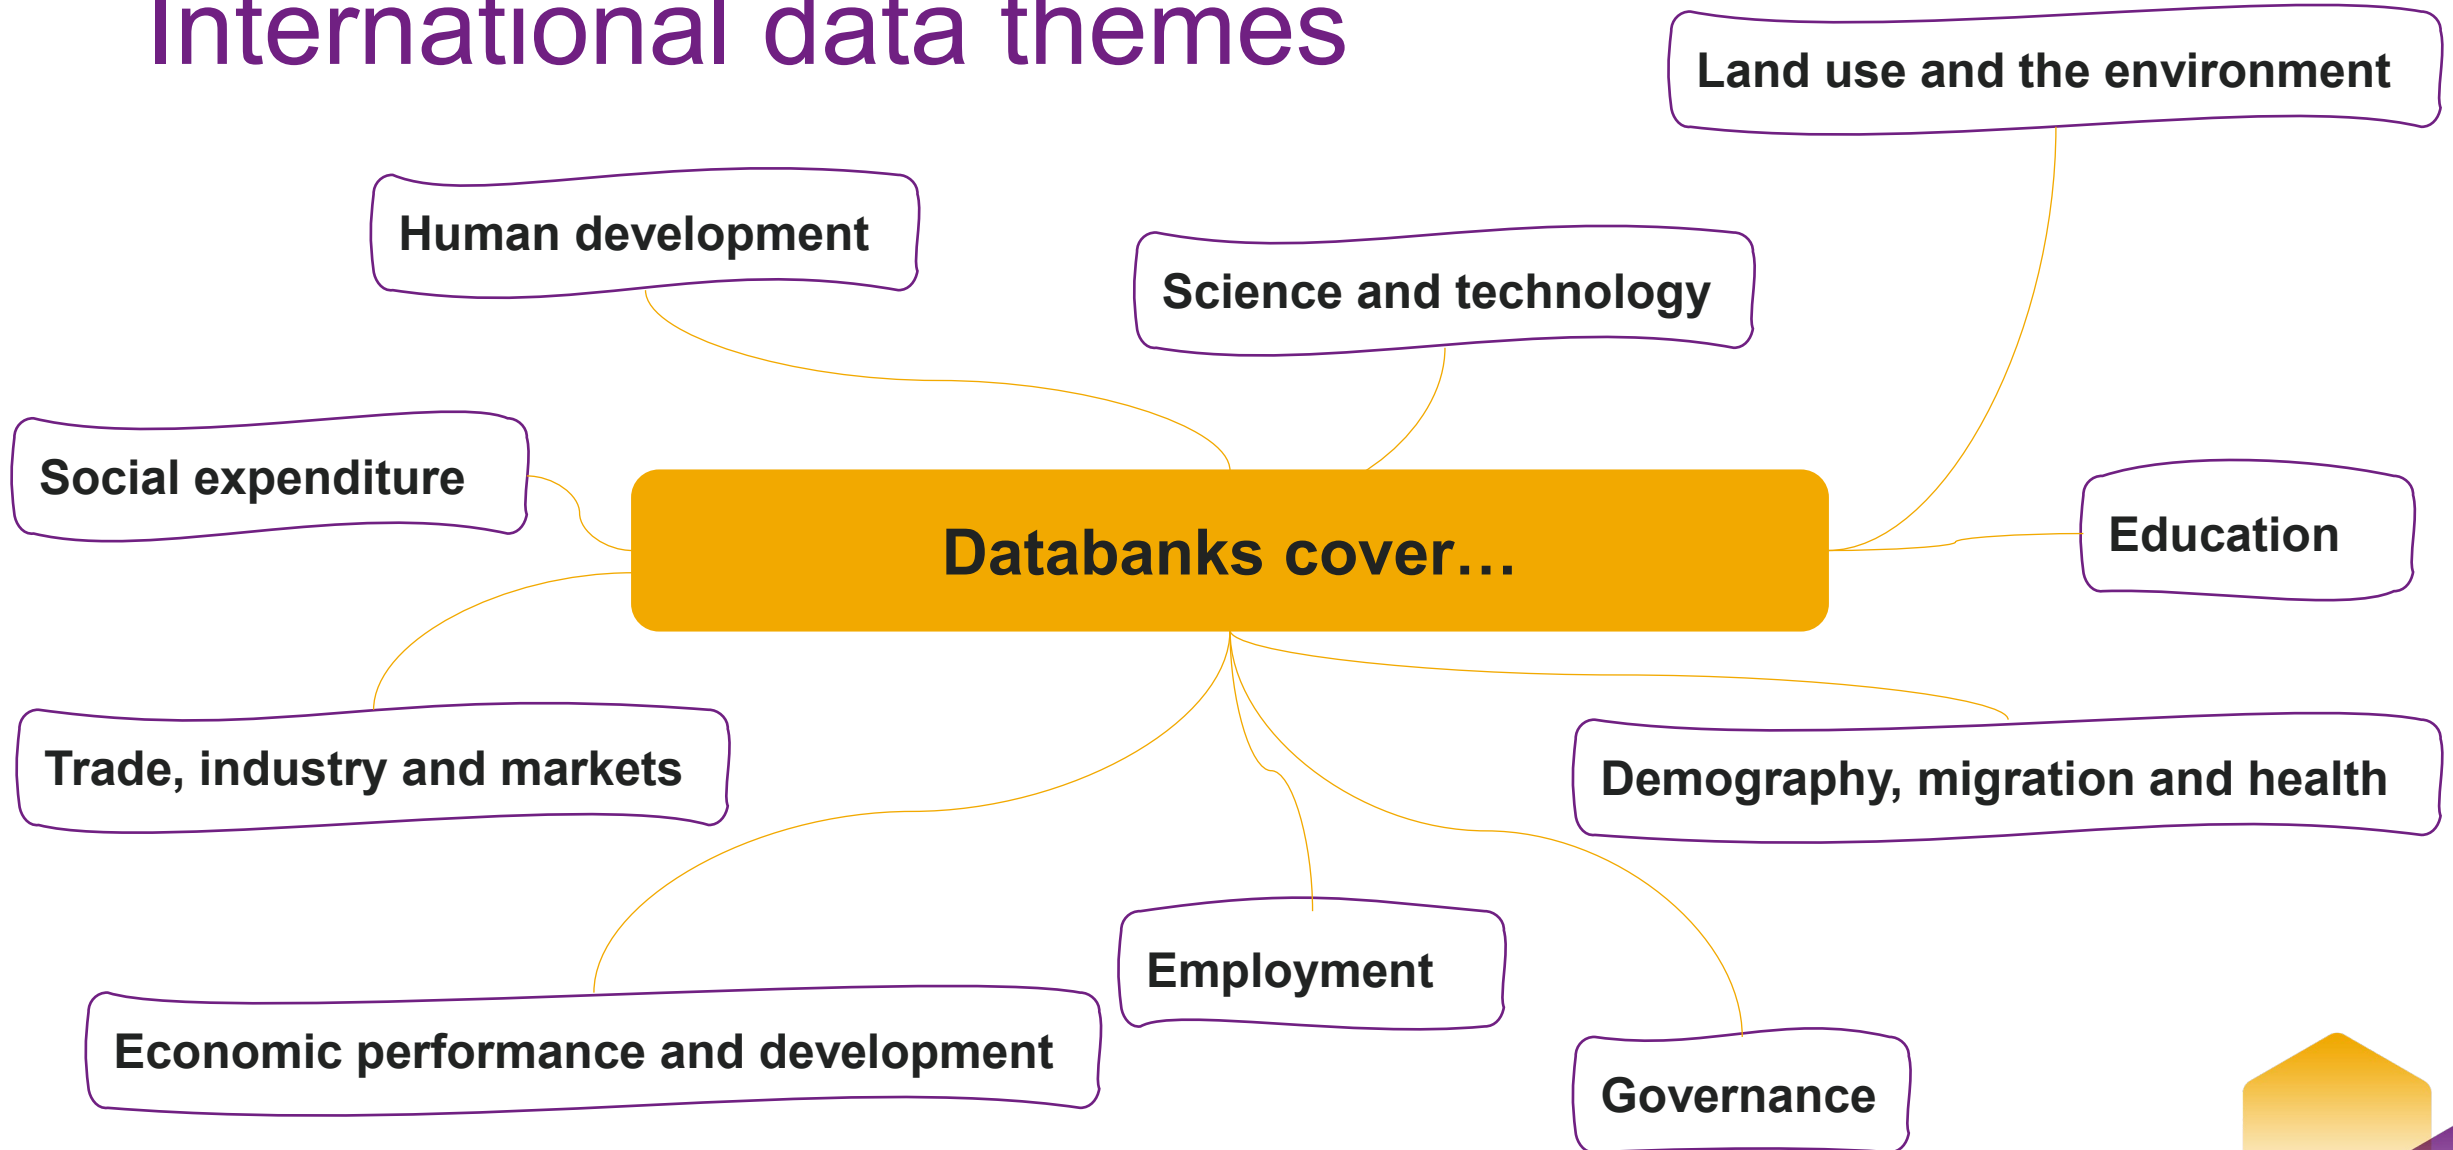 International data themes
Land use and the environment
Human development
Science and technology
Social expenditure
Databanks cover…
Education
Trade, industry and markets
Demography, migration and health
Employment
Economic performance and development
Governance